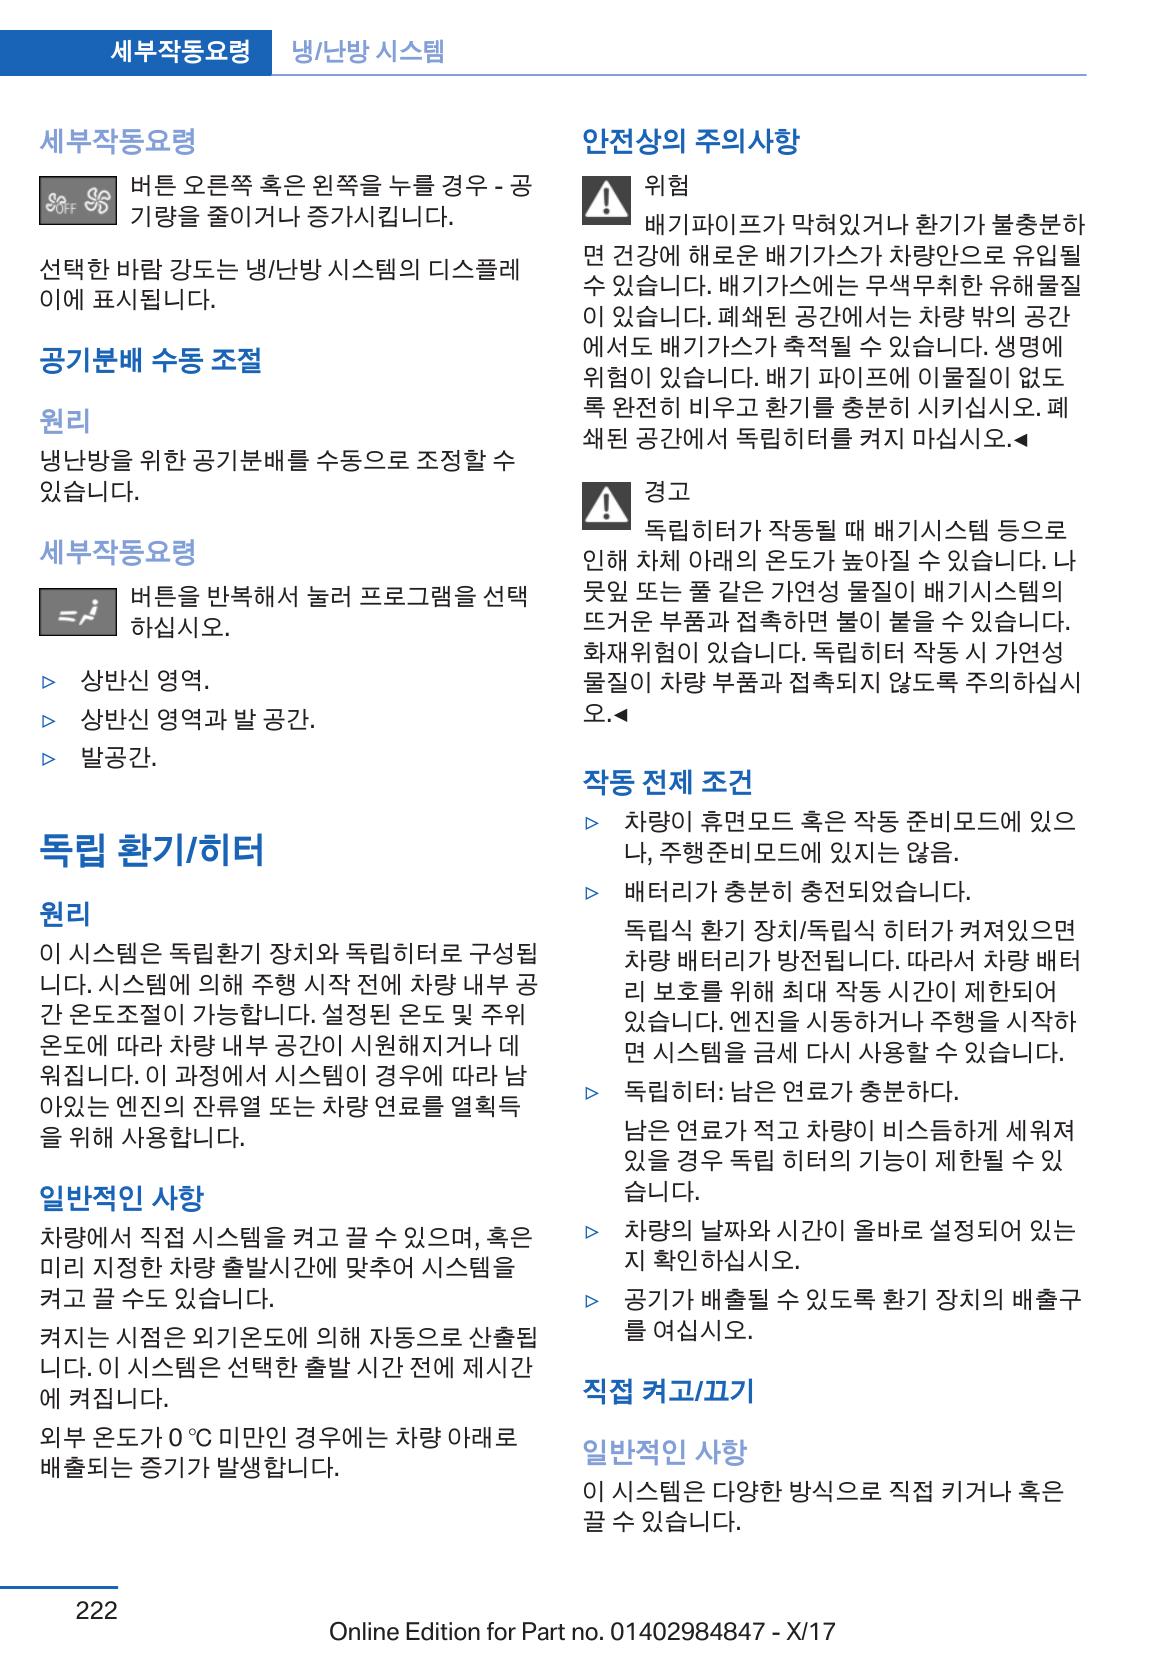 세부작동요령 냉/난방 시스템
세부작동요령
OFF
버튼 오른쪽 혹은 왼쪽을 누를 경우 - 공
기량을 줄이거나 증가시킵니다.
선택한 바람 강도는 냉/난방 시스템의 디스플레
이에 표시됩니다.
공기분배 수동 조절
원리
냉난방을 위한 공기분배를 수동으로 조정할 수
있습니다.
세부작동요령
버튼을 반복해서 눌러 프로그램을 선택
하십시오.
▷ 상반신 영역.
▷ 상반신 영역과 발 공간.
▷ 발공간.
독립 환기/히터
원리
이 시스템은 독립환기 장치와 독립히터로 구성됩
니다. 시스템에 의해 주행 시작 전에 차량 내부 공
간 온도조절이 가능합니다. 설정된 온도 및 주위
온도에 따라 차량 내부 공간이 시원해지거나 데
워집니다. 이 과정에서 시스템이 경우에 따라 남
아있는 엔진의 잔류열 또는 차량 연료를 열획득
을 위해 사용합니다.
일반적인 사항
차량에서 직접 시스템을 켜고 끌 수 있으며, 혹은
미리 지정한 차량 출발시간에 맞추어 시스템을
켜고 끌 수도 있습니다.
켜지는 시점은 외기온도에 의해 자동으로 산출됩
니다. 이 시스템은 선택한 출발 시간 전에 제시간
에 켜집니다.
외부 온도가 0 ℃ 미만인 경우에는 차량 아래로
배출되는 증기가 발생합니다.
안전상의 주의사항
위험
배기파이프가 막혀있거나 환기가 불충분하
면 건강에 해로운 배기가스가 차량안으로 유입될
수 있습니다. 배기가스에는 무색무취한 유해물질
이 있습니다. 폐쇄된 공간에서는 차량 밖의 공간
에서도 배기가스가 축적될 수 있습니다. 생명에
위험이 있습니다. 배기 파이프에 이물질이 없도
록 완전히 비우고 환기를 충분히 시키십시오. 폐
쇄된 공간에서 독립히터를 켜지 마십시오.◀
경고
독립히터가 작동될 때 배기시스템 등으로
인해 차체 아래의 온도가 높아질 수 있습니다. 나
뭇잎 또는 풀 같은 가연성 물질이 배기시스템의
뜨거운 부품과 접촉하면 불이 붙을 수 있습니다.
화재위험이 있습니다. 독립히터 작동 시 가연성
물질이 차량 부품과 접촉되지 않도록 주의하십시
오.◀
작동 전제 조건
▷ 차량이 휴면모드 혹은 작동 준비모드에 있으
나, 주행준비모드에 있지는 않음.
▷ 배터리가 충분히 충전되었습니다.
독립식 환기 장치/독립식 히터가 켜져있으면
차량 배터리가 방전됩니다. 따라서 차량 배터
리 보호를 위해 최대 작동 시간이 제한되어
있습니다. 엔진을 시동하거나 주행을 시작하
면 시스템을 금세 다시 사용할 수 있습니다.
▷ 독립히터: 남은 연료가 충분하다.
남은 연료가 적고 차량이 비스듬하게 세워져
있을 경우 독립 히터의 기능이 제한될 수 있
습니다.
▷ 차량의 날짜와 시간이 올바로 설정되어 있는
지 확인하십시오.
▷ 공기가 배출될 수 있도록 환기 장치의 배출구
를 여십시오.
직접 켜고/끄기
일반적인 사항
이 시스템은 다양한 방식으로 직접 키거나 혹은
끌 수 있습니다.
222
Online Edition for Part no. 01402984847 - X/17